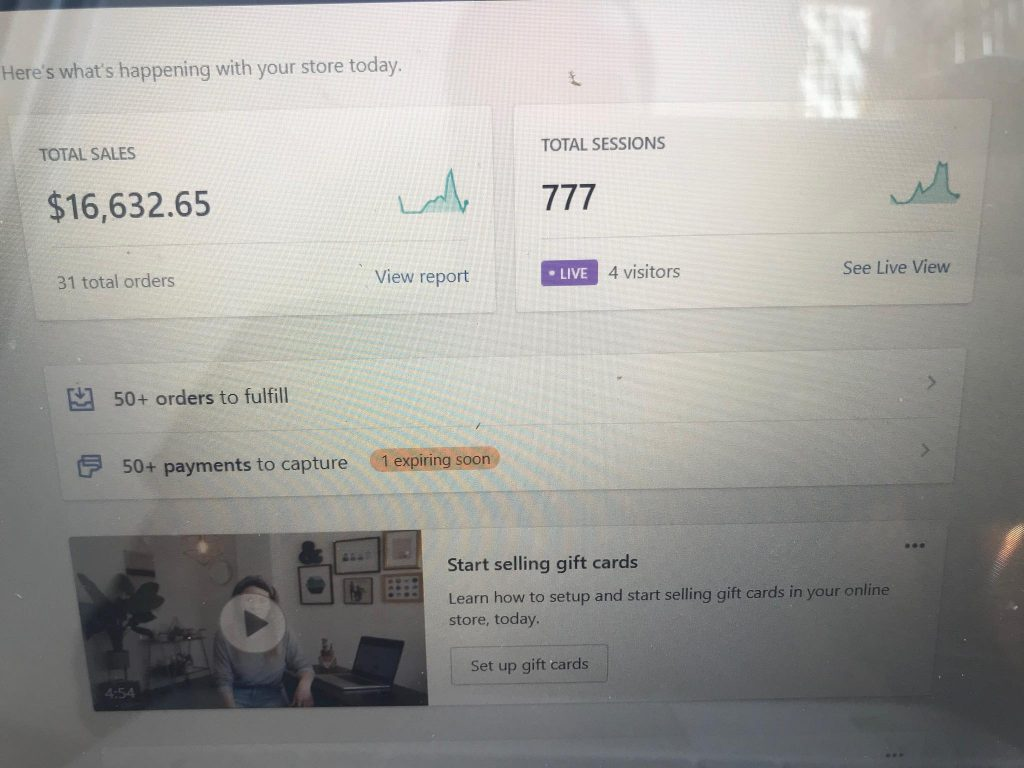 Here's what's happening with your store today.
TOTAL SALES
$16,632.65
31 total orders
View report
TOTAL SESSIONS
777
• LIVE
4 visitors
See Live View
50+ orders to fulfill
50+ payments to capture
1 expiring soon
4:54
Start selling gift cards
Learn how to setup and start selling gift cards in your online
store, today.
Set up gift cards